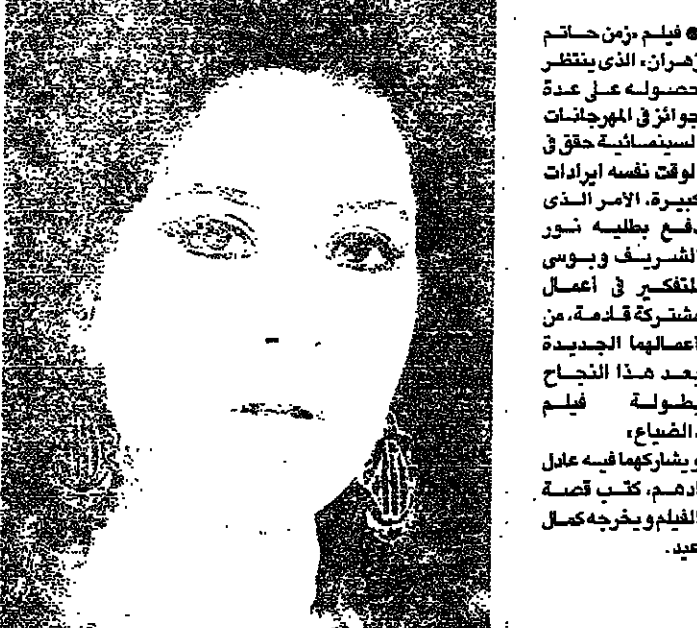 ● فيلم «زمن حاتم
زهران» الذى ينتظر
حصوله على عدة
جوائز فى المهرجانات
السينمائية حقق فى
الوقت نفسه ايرادات
كبيرة، الأمر الذى
دفع بطليه نور
الشريف وبوسى
للتفكير فى أعمال
مشتركة قادمة، من
أعمالهما الجديدة
بعد هذا النجاح
بطولة فيلم
«الضياع»
ويشاركهما فيه عادل
أدهم، كتب قصة
الفيلم ويخرجه كمال
عيد.